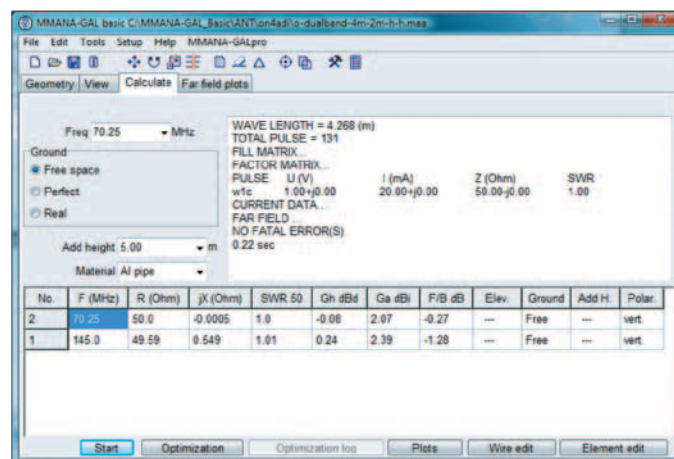 MMANA-GAL basic C:\MMANA-GAL_Basic\ANT\on4adi\o-dualband-4m-2m-h-h.maa
File Edit Tools Setup Help MMANA-GALpro
Geometry View Calculate Far field plots
Freq 70.25 MHz
Ground
Free space
Perfect
Real
Add height 5.00 m
Material Al pipe
WAVE LENGTH = 4.268 (m)
TOTAL PULSE = 131
FILL MATRIX...
FACTOR MATRIX...
PULSE U (V) I (mA) Z (Ohm) SWR
w1c 1.00+j0.00 20.00+j0.00 50.00-j0.00 1.00
CURRENT DATA...
FAR FIELD ...
NO FATAL ERROR(S)
0.22 sec
No. F (MHz) R (Ohm) jX (Ohm) SWR 50 Gh dBd Ga dBi F/B dB Elev. Ground Add H. Polar.
2 70.25 50.0 -0.0005 1.0 -0.08 2.07 -0.27 --- Free --- vert.
1 145.0 49.59 0.549 1.01 0.24 2.39 -1.28 --- Free --- vert.
Start Optimization Optimization log Plots Wire edit Element edit